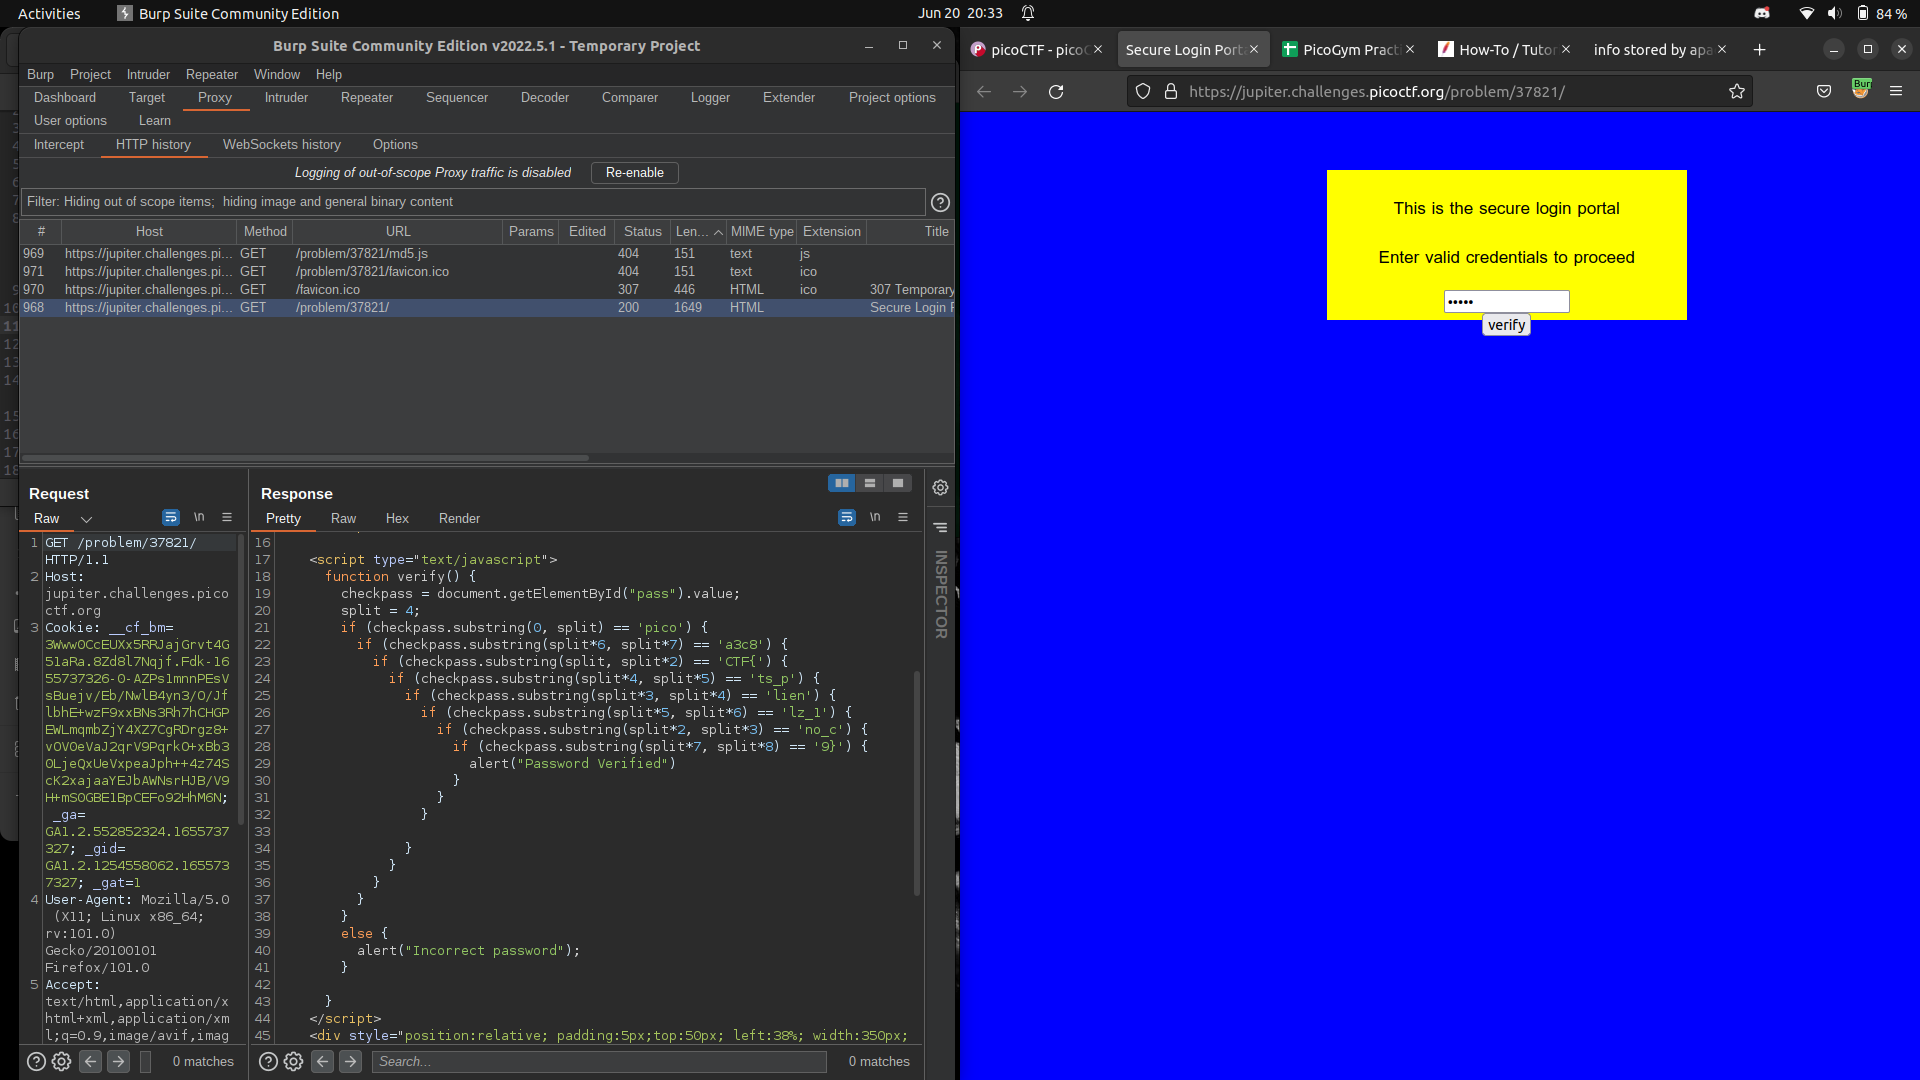 Activities Burp Suite Community Edition Jun 20 20:33 84 %
Burp Suite Community Edition v2022.5.1 - Temporary Project
Burp Project Intruder Repeater Window Help
Dashboard Target Proxy Intruder Repeater Sequencer Decoder Comparer Logger Extender Project options
User options Learn
Intercept HTTP history WebSockets history Options
Logging of out-of-scope Proxy traffic is disabled Re-enable
Filter: Hiding out of scope items; hiding image and general binary content
# Host Method URL Params Edited Status Len... MIME type Extension Title
969 https://jupiter.challenges.pi... GET /problem/37821/md5.js 404 151 text js
971 https://jupiter.challenges.pi... GET /problem/37821/favicon.ico 404 151 text ico
970 https://jupiter.challenges.pi... GET /favicon.ico 307 446 HTML ico 307 Temporary
968 https://jupiter.challenges.pi... GET /problem/37821/ 200 1649 HTML Secure Login
Request
Raw \n
1 GET /problem/37821/
HTTP/1.1
2 Host:
jupiter.challenges.pico
ctf.org
3 Cookie: __cf_bm=
3Www0CcEUXx5RRJajGrvt4G
51aRa.8Zd8l7Nqjf.Fdk-16
55737326-0-AZPs1mnnPEsV
sBuejv/Eb/NwlB4yn3/O/Jf
lbhE+wzF9xxBNs3Rh7hCHGP
EWLmqmbZjY4XZ7CgRDrgz8+
vOVOeVaJ2qrV9PqrkO+xBb3
OLjeQxUeVxpeaJph++4z74S
cK2xajaaYEJbAWNsrHJB/V9
H+mSOGBE1BpCEFo92HhM6N;
_ga=
GA1.2.552852324.1655737
327; _gid=
GA1.2.1254558062.165573
7327; _gat=1
4 User-Agent: Mozilla/5.0
(X11; Linux x86_64;
rv:101.0)
Gecko/20100101
Firefox/101.0
5 Accept:
text/html,application/x
html+xml,application/xm
l;q=0.9,image/avif,imag
0 matches
Response
Pretty Raw Hex Render \n
16
17 <script type="text/javascript">
18 function verify() {
19 checkpass = document.getElementById("pass").value;
20 split = 4;
21 if (checkpass.substring(0, split) == 'pico') {
22 if (checkpass.substring(split*6, split*7) == 'a3c8') {
23 if (checkpass.substring(split, split*2) == 'CTF{') {
24 if (checkpass.substring(split*4, split*5) == 'ts_p') {
25 if (checkpass.substring(split*3, split*4) == 'lien') {
26 if (checkpass.substring(split*5, split*6) == 'lz_1') {
27 if (checkpass.substring(split*2, split*3) == 'no_c') {
28 if (checkpass.substring(split*7, split*8) == '9}') {
29 alert("Password Verified")
30 }
31 }
32 }
33
34 }
35 }
36 }
37 }
38 }
39 else {
40 alert("Incorrect password");
41 }
42
43 }
44 </script>
45 <div style="position:relative; padding:5px;top:50px; left:38%; width:350px;
Search... 0 matches
INSPECTOR
picoCTF - picoC Secure Login Port PicoGym Practi How-To / Tutor info stored by apa
https://jupiter.challenges.picoctf.org/problem/37821/ Bur
This is the secure login portal
Enter valid credentials to proceed
•••••
verify